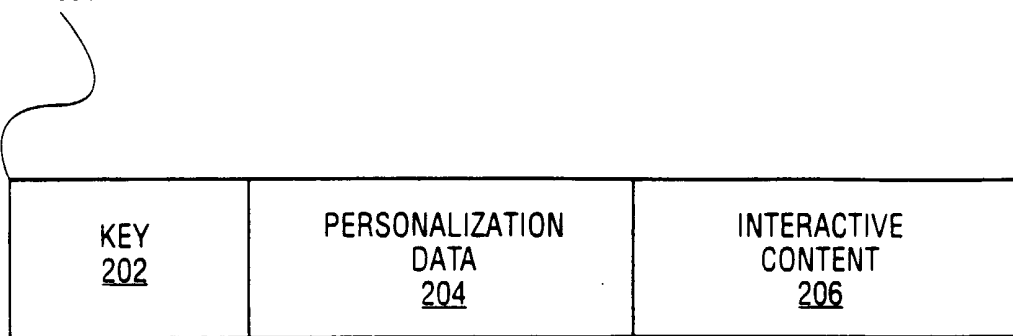 KEY
202
PERSONALIZATION
DATA
204
INTERACTIVE
CONTENT
206